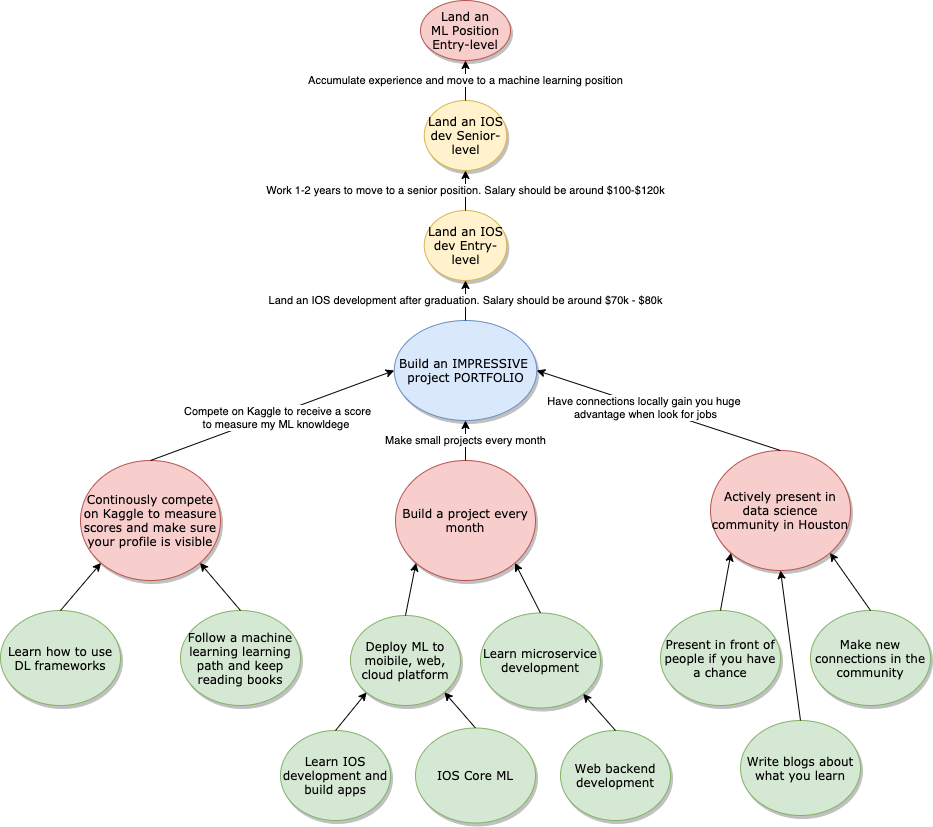 Land an
ML Position
Entry-level
Accumulate experience and move to a machine learning position
Land an IOS
dev Senior-
level
Work 1-2 years to move to a senior position. Salary should be around $100-$120k
Land an IOS
dev Entry-
level
Land an IOS development after graduation. Salary should be around $70k - $80k
Build an IMPRESSIVE
project PORTFOLIO
Compete on Kaggle to receive a score
to measure my ML knowldege
Make small projects every month
Have connections locally gain you huge
advantage when look for jobs
Continously compete
on Kaggle to measure
scores and make sure
your profile is visible
Build a project every
month
Actively present in
data science
community in Houston
Learn how to use
DL frameworks
Follow a machine
learning learning
path and keep
reading books
Deploy ML to
moibile, web,
cloud platform
Learn microservice
development
Present in front of
people if you have
a chance
Make new
connections in the
community
Learn IOS
development and
build apps
IOS Core ML
Web backend
development
Write blogs about
what you learn